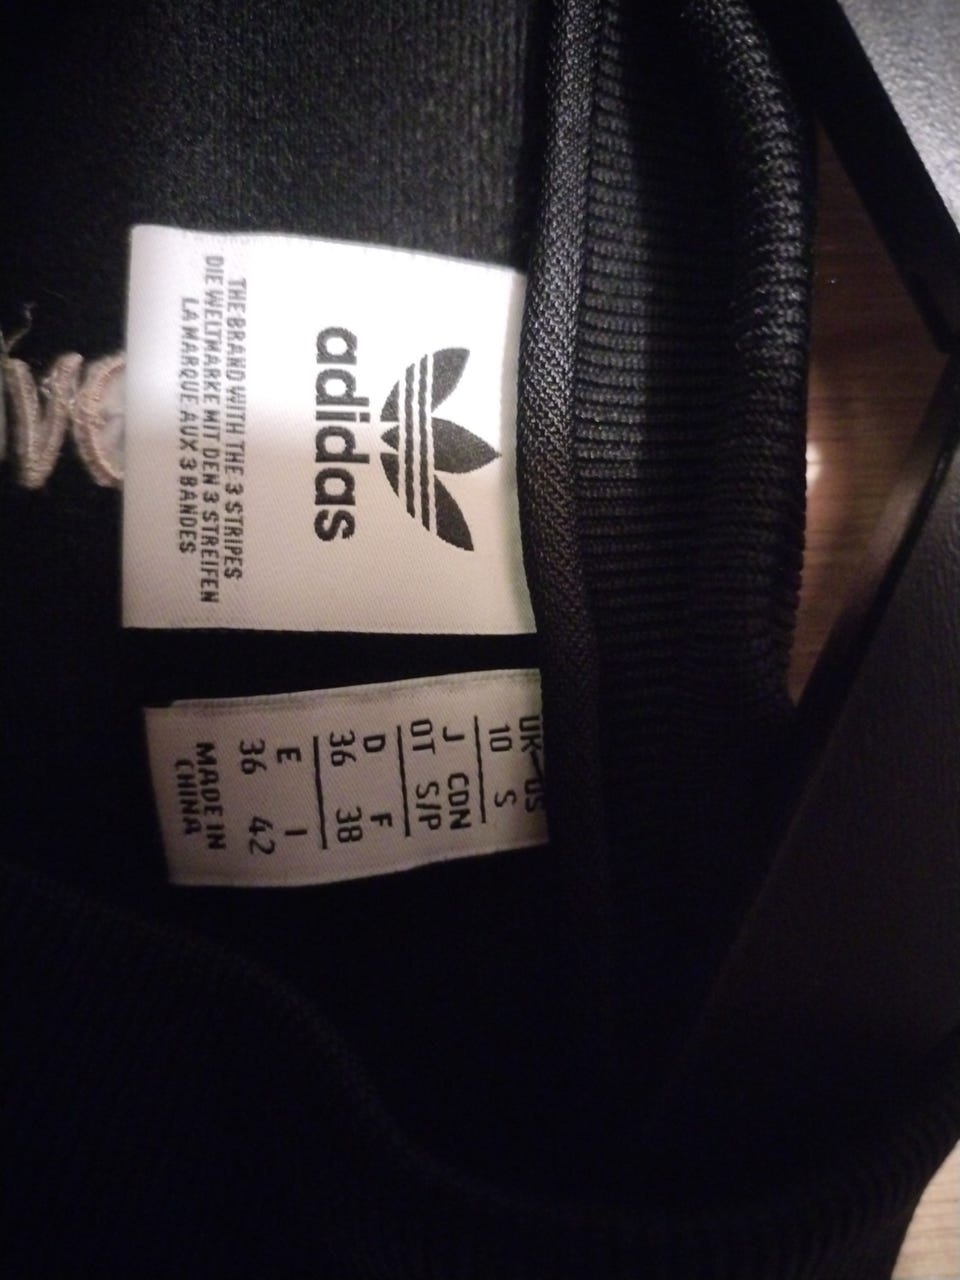 adidas
THE BRAND WITH THE 3 STRIPES
DIE WELTMARKE MIT DEN 3 STREIFEN
LA MARQUE AUX 3 BANDES
UK US
10 S
J CDN
OT S/P
D F
36 38
E I
36 42
MADE IN
CHINA